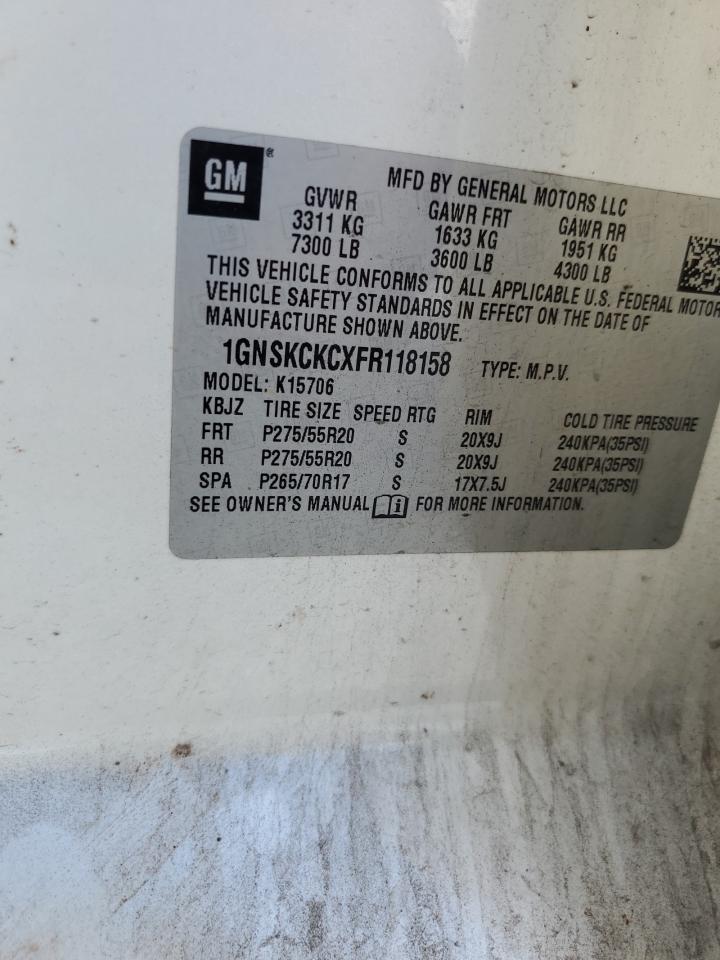 GM ®
MFD BY GENERAL MOTORS LLC
GVWR GAWR FRT GAWR RR
3311 KG 1633 KG 1951 KG
7300 LB 3600 LB 4300 LB
THIS VEHICLE CONFORMS TO ALL APPLICABLE U.S. FEDERAL MOTOR
VEHICLE SAFETY STANDARDS IN EFFECT ON THE DATE OF
MANUFACTURE SHOWN ABOVE.
1GNSKCKCXFR118158 TYPE: M.P.V.
MODEL: K15706
KBJZ TIRE SIZE SPEED RTG RIM COLD TIRE PRESSURE
FRT P275/55R20 S 20X9J 240KPA(35PSI)
RR P275/55R20 S 20X9J 240KPA(35PSI)
SPA P265/70R17 S 17X7.5J 240KPA(35PSI)
SEE OWNER'S MANUAL i FOR MORE INFORMATION.